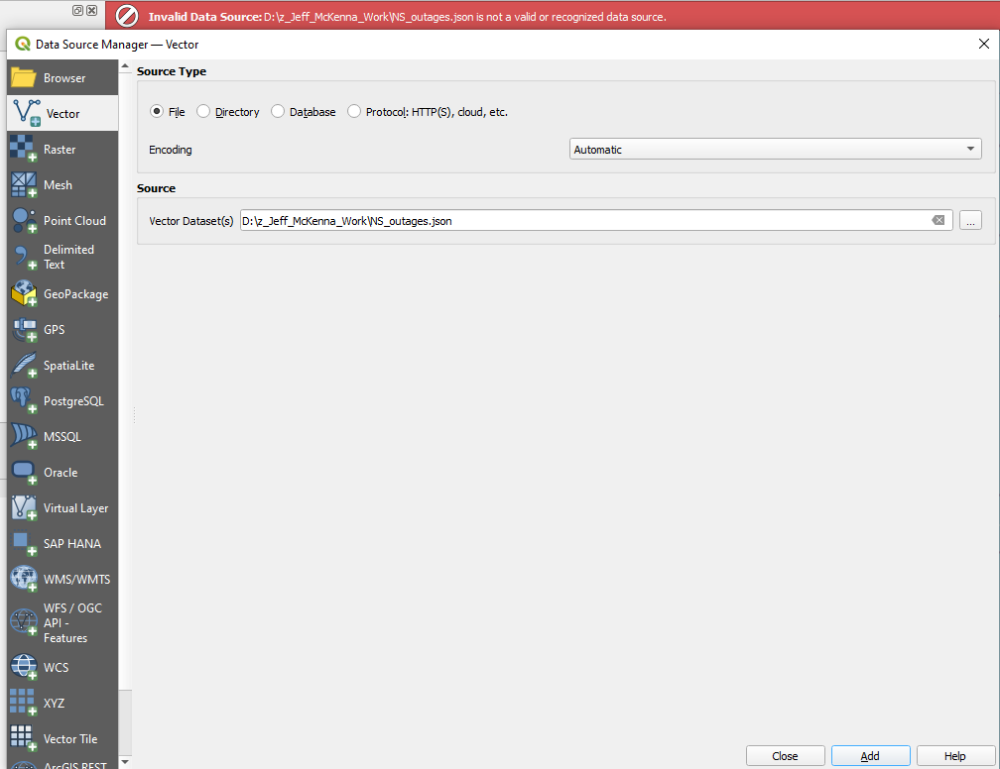 Invalid Data Source: D:\z_Jeff_McKenna_Work\NS_outages.json is not a valid or recognized data source.
Data Source Manager — Vector
Browser
Vector
Raster
Mesh
Point Cloud
Delimited
Text
GeoPackage
GPS
SpatiaLite
PostgreSQL
MSSQL
Oracle
Virtual Layer
SAP HANA
WMS/WMTS
WFS / OGC
API -
Features
WCS
XYZ
Vector Tile
ArcGIS REST
Source Type
File
Directory
Database
Protocol: HTTP(S), cloud, etc.
Encoding
Automatic
Source
Vector Dataset(s)
D:\z_Jeff_McKenna_Work\NS_outages.json
...
Close
Add
Help